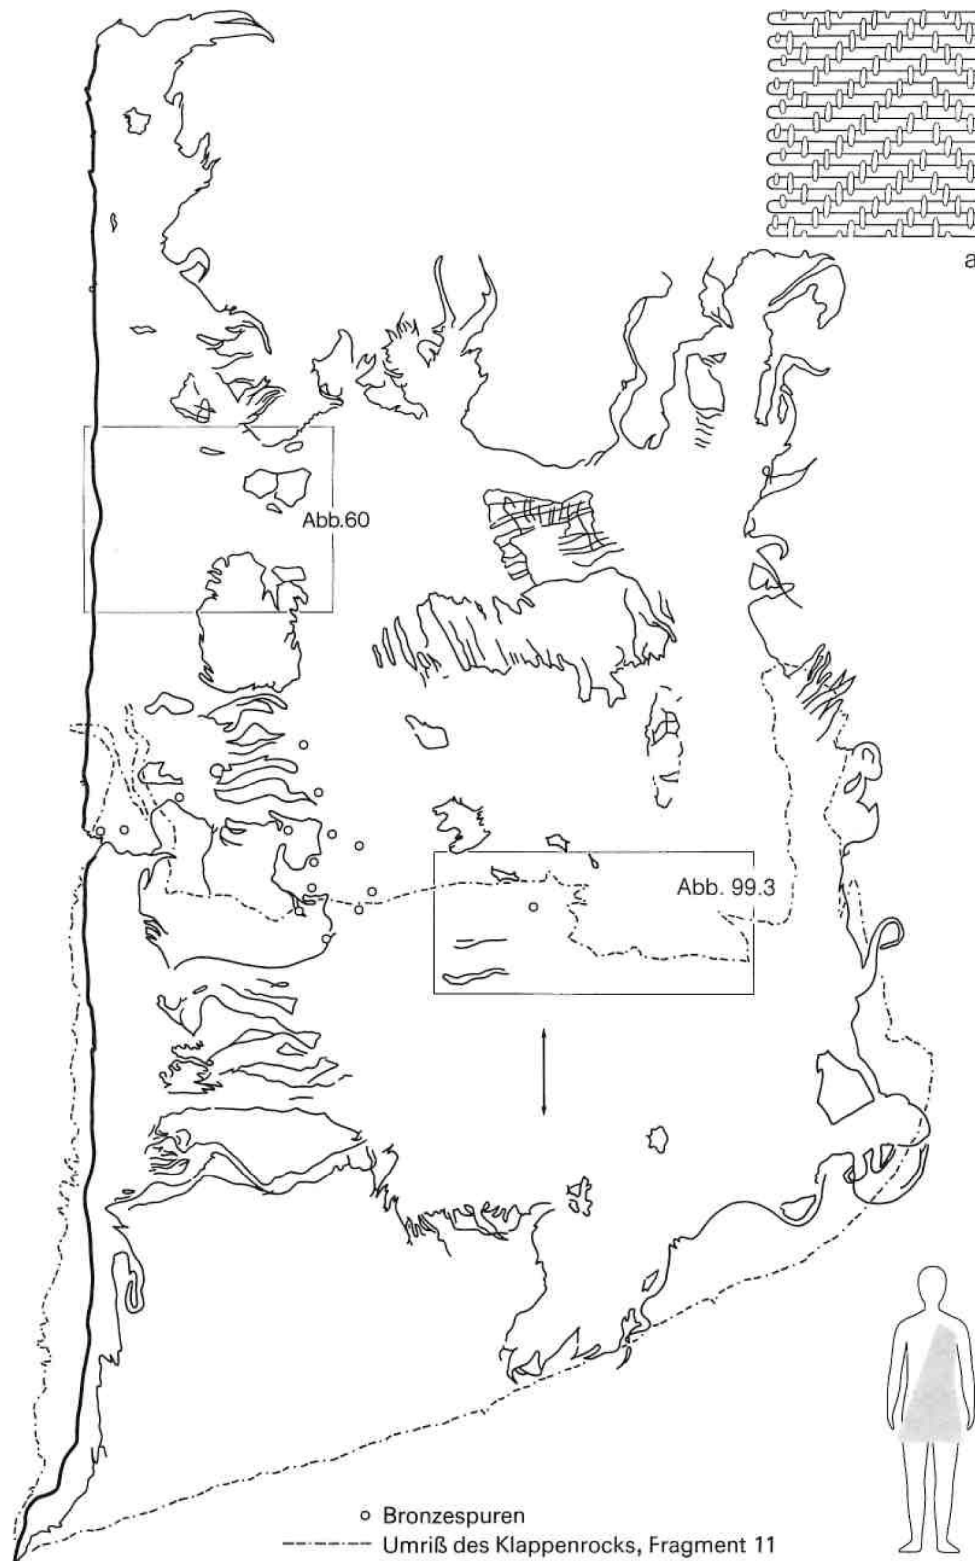 a
Abb.60
Abb. 99.3
Bronzespuren
Umriß des Klappenrocks, Fragment 11